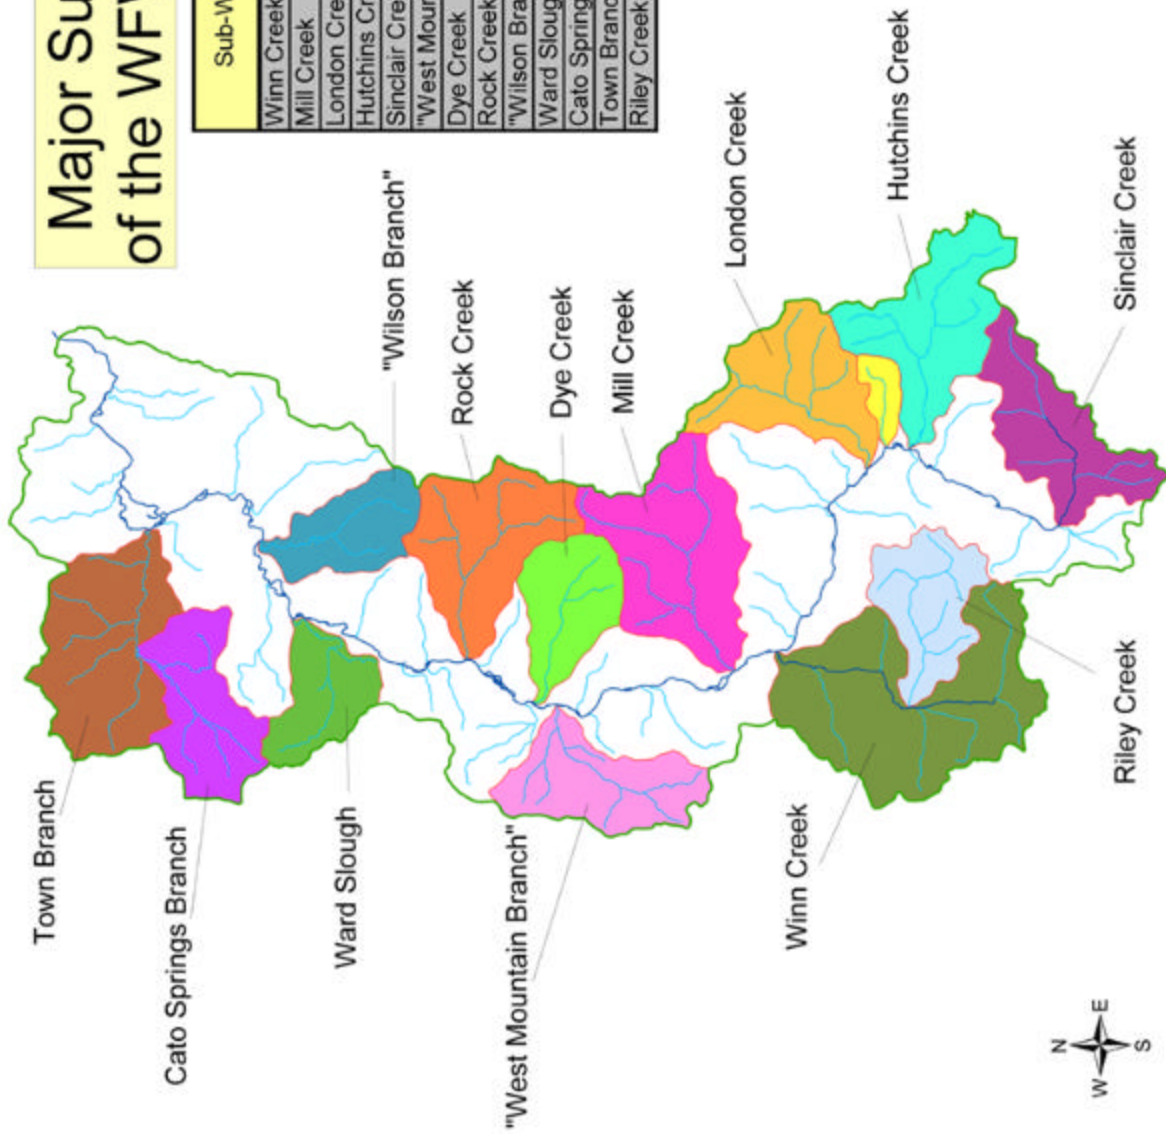 Major Su
of the WF
Sub-W
Winn Creek
Mill Creek
London Cre
Hutchins Cr
Sinclair Cre
"West Mour
Dye Creek
Rock Creek
"Wilson Bra
Ward Sloug
Cato Spring
Town Branc
Riley Creek
Town Branch
Cato Springs Branch
Ward Slough
"West Mountain Branch"
Winn Creek
Riley Creek
"Wilson Branch"
Rock Creek
Dye Creek
Mill Creek
London Creek
Hutchins Creek
Sinclair Creek
N
W
E
S